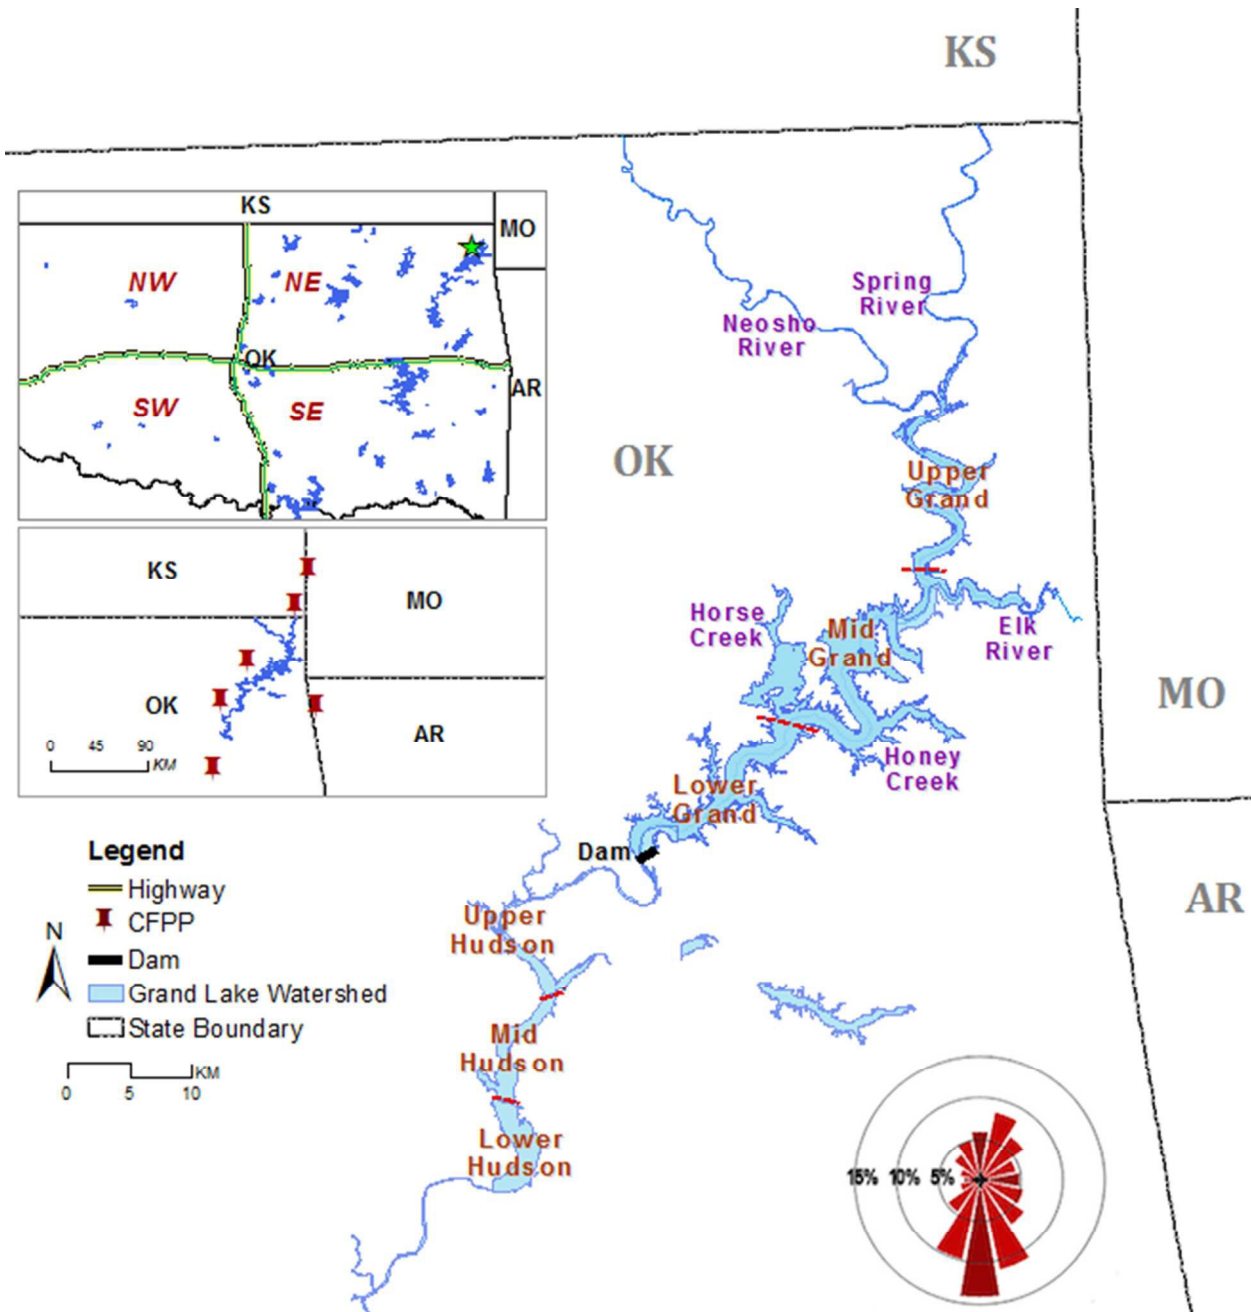 KS
KS
MO
NW
NE
OK
AR
SW
SE
Spring
River
Neosho
River
OK
Upper
Grand
KS
MO
OK
AR
0 45 90
KM
Horse
Creek
Mid
Grand
Elk
River
MO
Honey
Creek
Lower
Grand
Dam
AR
Legend
Highway
CFPP
Dam
Grand Lake Watershed
State Boundary
N
KM
0 5 10
Upper
Hudson
Mid
Hudson
Lower
Hudson
15% 10% 5%